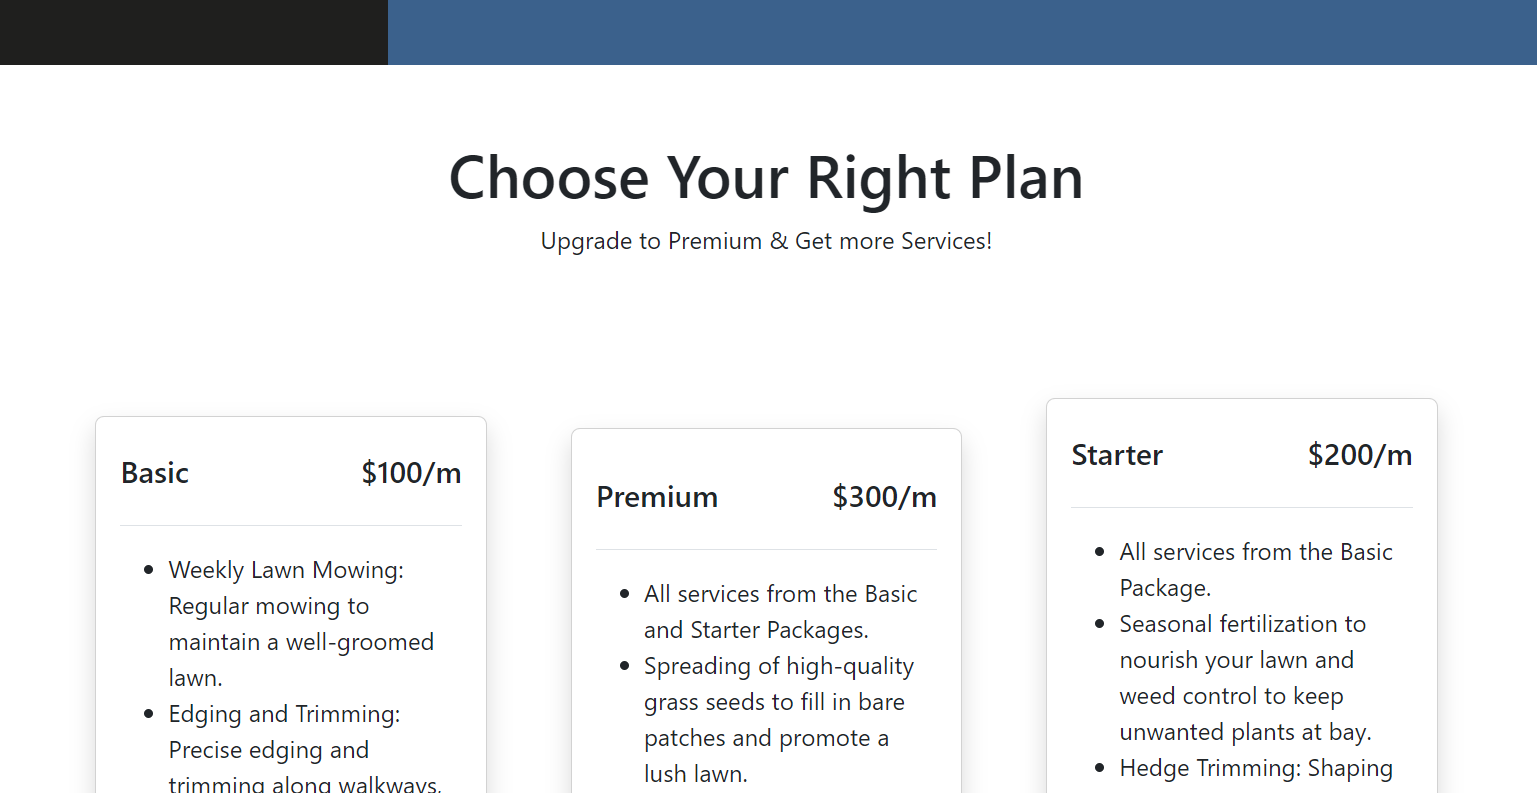 Choose Your Right Plan
Upgrade to Premium & Get more Services!
Basic $100/m
• Weekly Lawn Mowing:
Regular mowing to
maintain a well-groomed
lawn.
• Edging and Trimming:
Precise edging and
trimming along walkways,
Premium $300/m
• All services from the Basic
and Starter Packages.
• Spreading of high-quality
grass seeds to fill in bare
patches and promote a
lush lawn.
Starter $200/m
• All services from the Basic
Package.
• Seasonal fertilization to
nourish your lawn and
weed control to keep
unwanted plants at bay.
• Hedge Trimming: Shaping